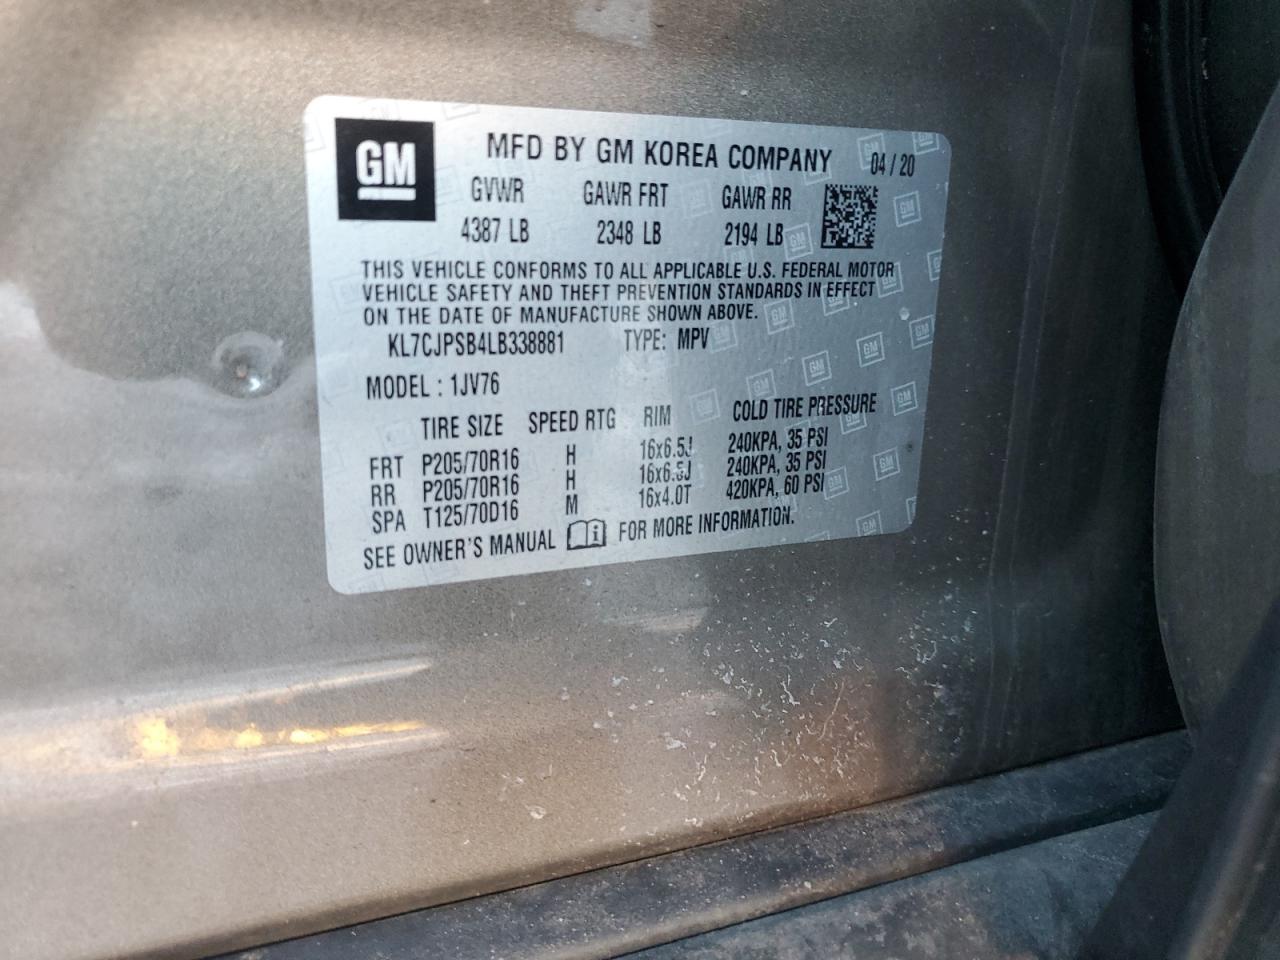 GM
MFD BY GM KOREA COMPANY 04 / 20
GVWR GAWR FRT GAWR RR
4387 LB 2348 LB 2194 LB
THIS VEHICLE CONFORMS TO ALL APPLICABLE U.S. FEDERAL MOTOR
VEHICLE SAFETY AND THEFT PREVENTION STANDARDS IN EFFECT
ON THE DATE OF MANUFACTURE SHOWN ABOVE.
KL7CJPSB4LB338881 TYPE: MPV
MODEL : 1JV76
TIRE SIZE SPEED RTG RIM COLD TIRE PRESSURE
FRT P205/70R16 H 16x6.5J 240KPA, 35 PSI
RR P205/70R16 H 16x6.5J 240KPA, 35 PSI
SPA T125/70D16 M 16x4.0T 420KPA, 60 PSI
SEE OWNER'S MANUAL i FOR MORE INFORMATION.